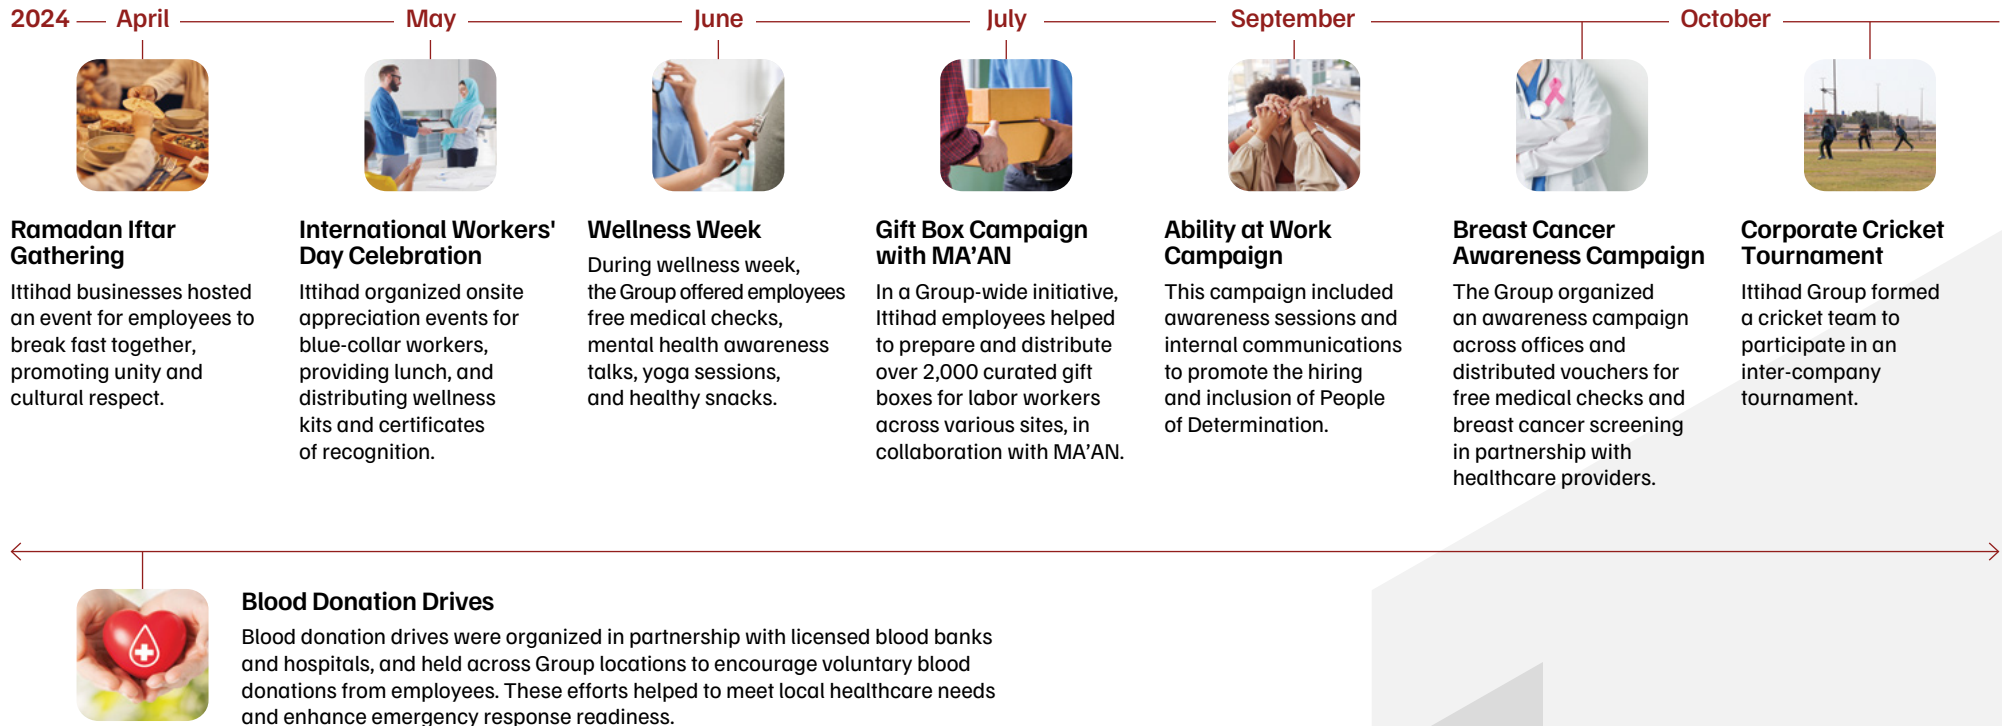 2024 April May June July September October
Ramadan Iftar
Gathering
Ittihad businesses hosted
an event for employees to
break fast together,
promoting unity and
cultural respect.
International Workers'
Day Celebration
Ittihad organized onsite
appreciation events for
blue-collar workers,
providing lunch, and
distributing wellness
kits and certificates
of recognition.
Wellness Week
During wellness week,
the Group offered employees
free medical checks,
mental health awareness
talks, yoga sessions,
and healthy snacks.
Gift Box Campaign
with MA’AN
In a Group-wide initiative,
Ittihad employees helped
to prepare and distribute
over 2,000 curated gift
boxes for labor workers
across various sites, in
collaboration with MA’AN.
Ability at Work
Campaign
This campaign included
awareness sessions and
internal communications
to promote the hiring
and inclusion of People
of Determination.
Breast Cancer
Awareness Campaign
The Group organized
an awareness campaign
across offices and
distributed vouchers for
free medical checks and
breast cancer screening
in partnership with
healthcare providers.
Corporate Cricket
Tournament
Ittihad Group formed
a cricket team to
participate in an
inter-company
tournament.
Blood Donation Drives
Blood donation drives were organized in partnership with licensed blood banks
and hospitals, and held across Group locations to encourage voluntary blood
donations from employees. These efforts helped to meet local healthcare needs
and enhance emergency response readiness.